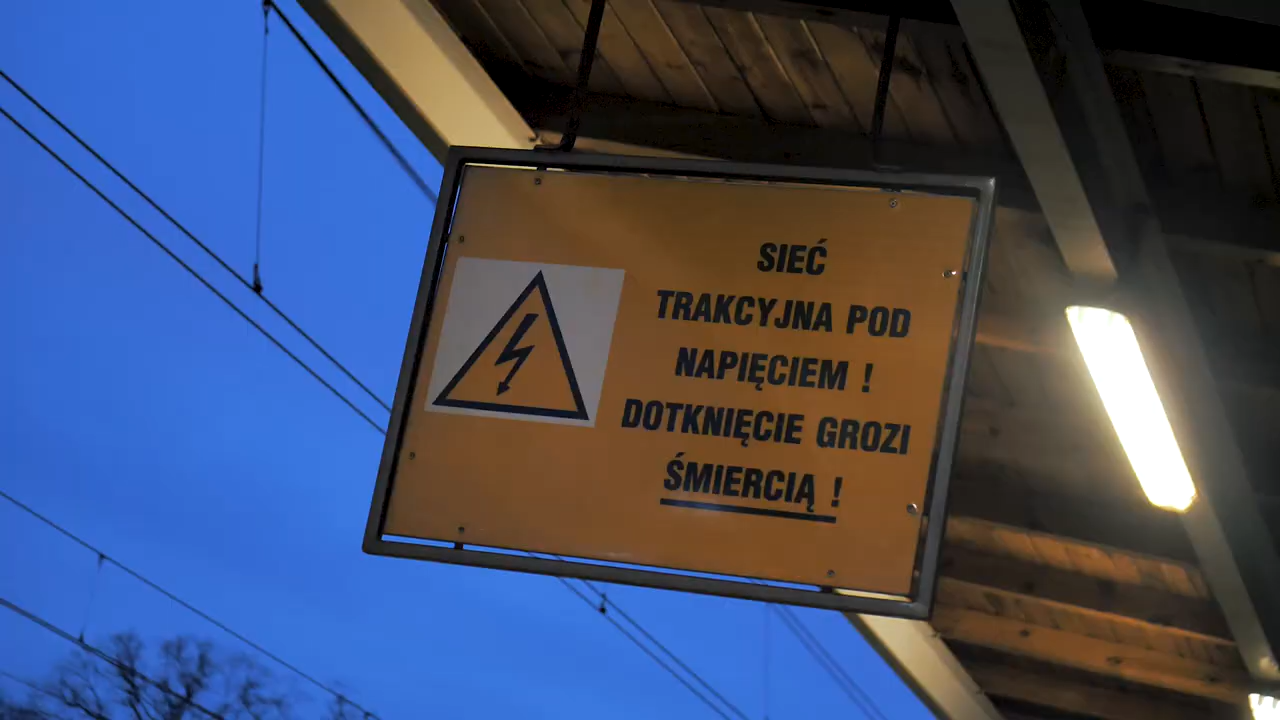 SIEĆ
TRAKCYJNA POD
NAPIĘCIEM !
DOTKNIĘCIE GROZI
ŚMIERCIĄ !